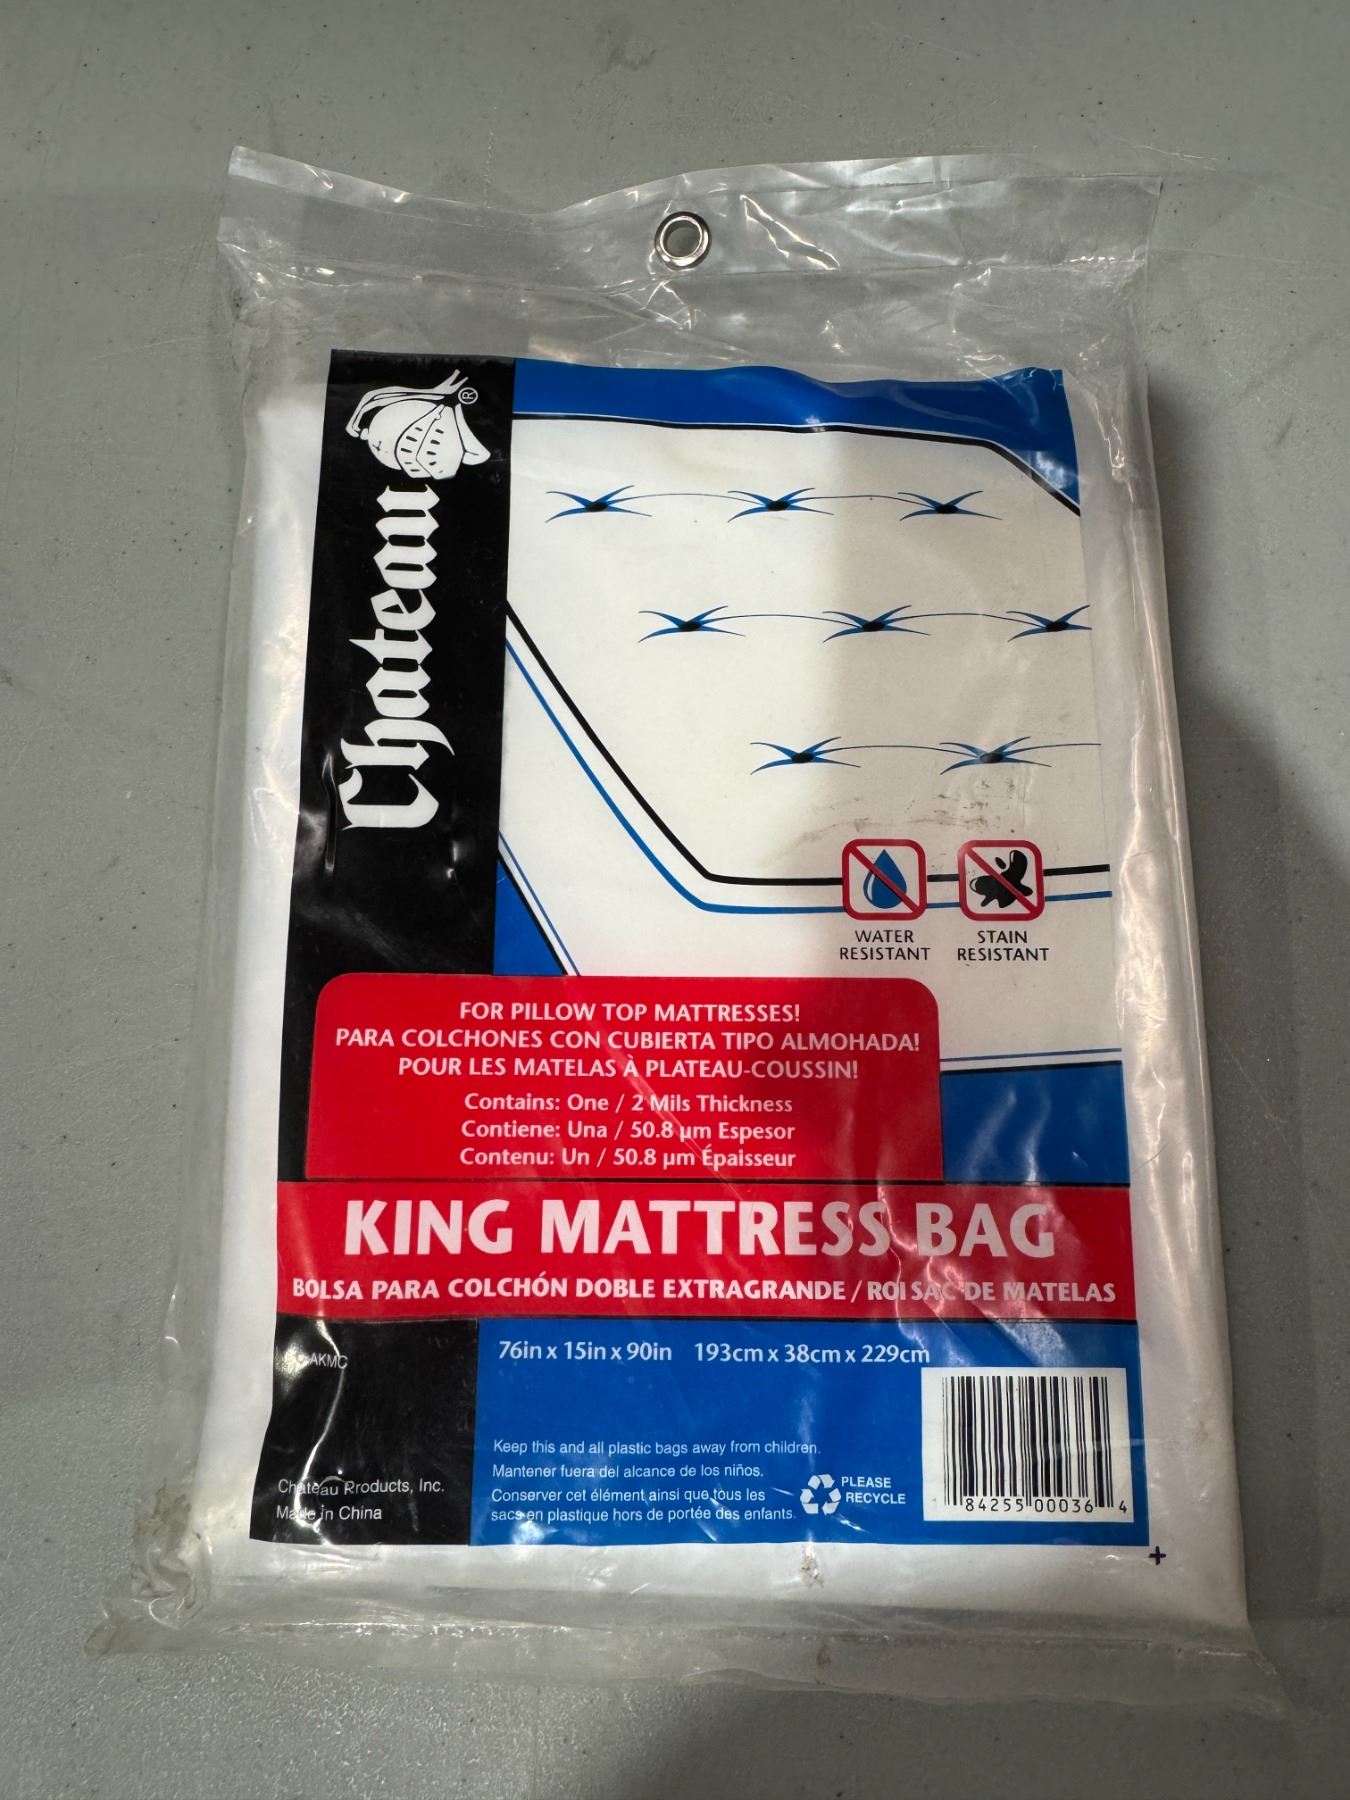 Chateau®
WATER
RESISTANT
STAIN
RESISTANT
FOR PILLOW TOP MATTRESSES!
PARA COLCHONES CON CUBIERTA TIPO ALMOHADA!
POUR LES MATELAS À PLATEAU-COUSSIN!
Contains: One / 2 Mils Thickness
Contiene: Una / 50.8 µm Espesor
Contenu: Un / 50.8 µm Épaisseur
KING MATTRESS BAG
BOLSA PARA COLCHÓN DOBLE EXTRAGRANDE / ROI SAC DE MATELAS
76in x 15in x 90in 193cm x 38cm x 229cm
Keep this and all plastic bags away from children.
Mantener fuera del alcance de los niños.
Conserver cet élément ainsi que tous les
sacs en plastique hors de portée des enfants.
PLEASE
RECYCLE
84255 00036 4
Chateau Products, Inc.
Made in China